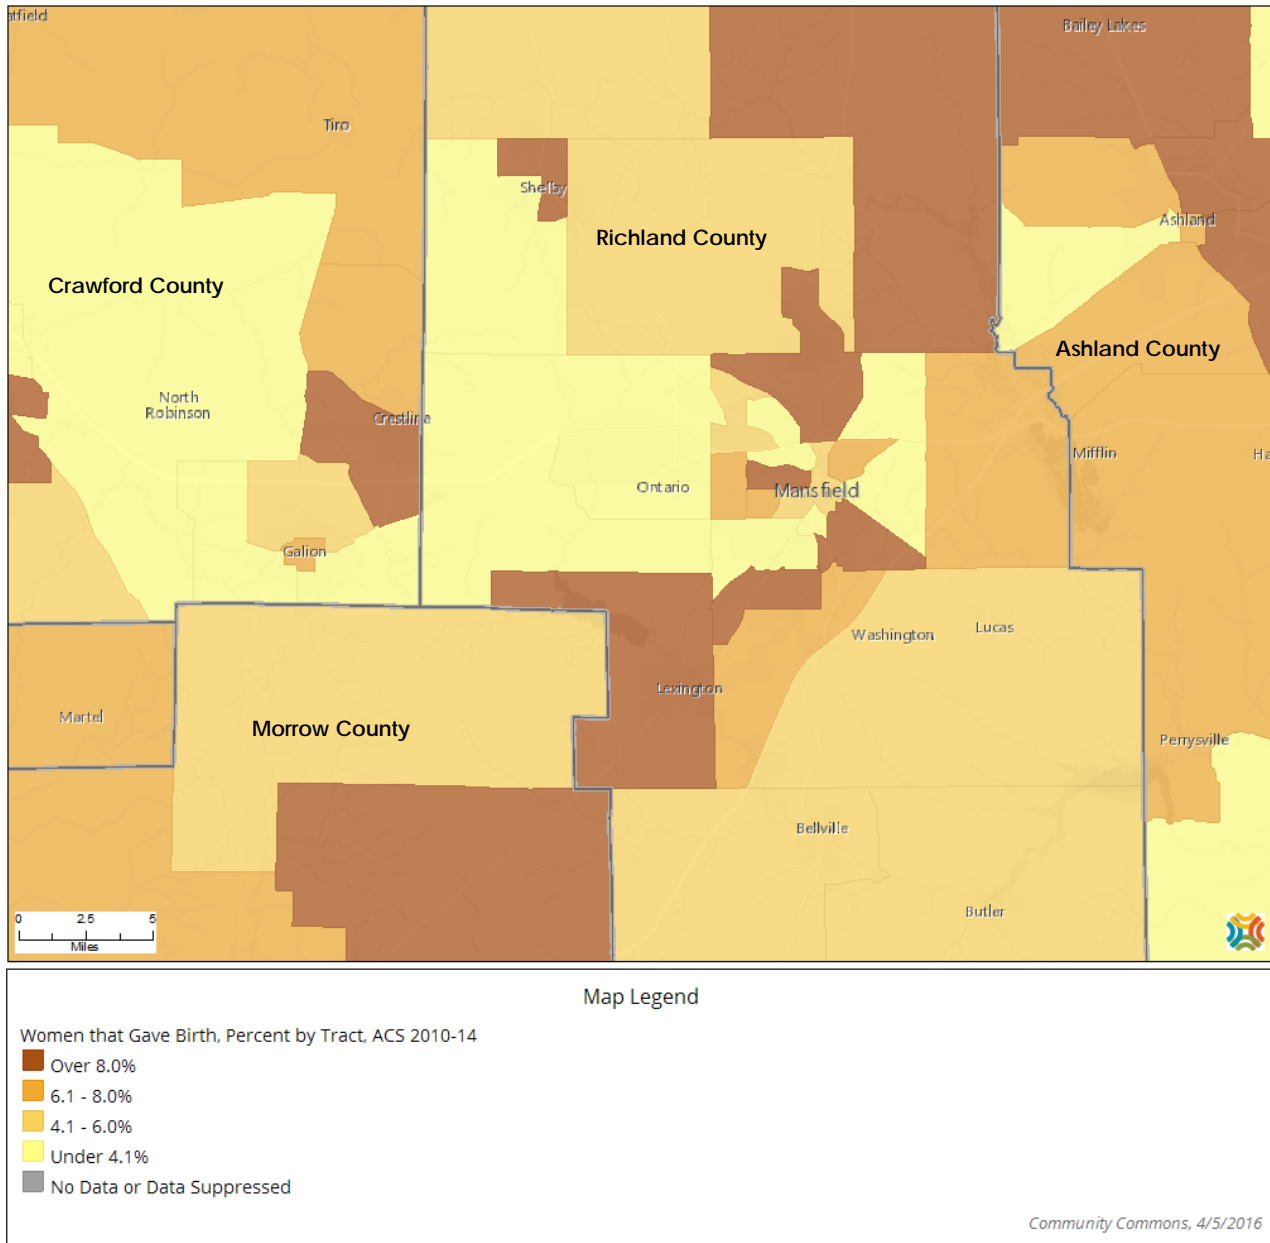 Bailey Lakes
Tiro
Shelby
Ashland
Richland County
Crawford County
Ashland County
North
Robinson
Crestline
Mifflin
Ontario
Mansfield
Galion
Washington
Lucas
Lexington
Martel
Morrow County
Perrysville
Bellville
Butler
0 2.5 5
Miles
Map Legend
Women that Gave Birth, Percent by Tract, ACS 2010-14
Over 8.0%
6.1 - 8.0%
4.1 - 6.0%
Under 4.1%
No Data or Data Suppressed
Community Commons, 4/5/2016